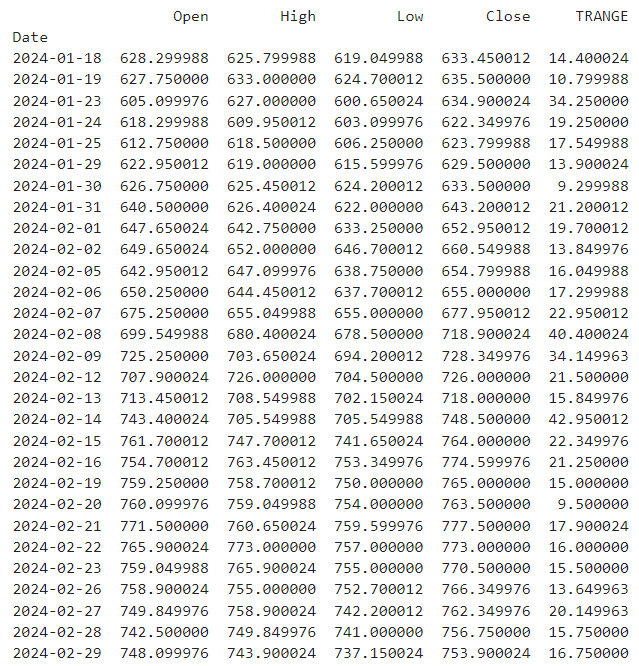 Open High Low Close TRANGE
Date
2024-01-18 628.299988 625.799988 619.049988 633.450012 14.400024
2024-01-19 627.750000 633.000000 624.700012 635.500000 10.799988
2024-01-23 605.099976 627.000000 600.650024 634.900024 34.250000
2024-01-24 618.299988 609.950012 603.099976 622.349976 19.250000
2024-01-25 612.750000 618.500000 606.250000 623.799988 17.549988
2024-01-29 622.950012 619.000000 615.599976 629.500000 13.900024
2024-01-30 626.750000 625.450012 624.200012 633.500000 9.299988
2024-01-31 640.500000 626.400024 622.000000 643.200012 21.200012
2024-02-01 647.650024 642.750000 633.250000 652.950012 19.700012
2024-02-02 649.650024 652.000000 646.700012 660.549988 13.849976
2024-02-05 642.950012 647.099976 638.750000 654.799988 16.049988
2024-02-06 650.250000 644.450012 637.700012 655.000000 17.299988
2024-02-07 675.250000 655.049988 655.000000 677.950012 22.950012
2024-02-08 699.549988 680.400024 678.500000 718.900024 40.400024
2024-02-09 725.250000 703.650024 694.200012 728.349976 34.149963
2024-02-12 707.900024 726.000000 704.500000 726.000000 21.500000
2024-02-13 713.450012 708.549988 702.150024 718.000000 15.849976
2024-02-14 743.400024 705.549988 705.549988 748.500000 42.950012
2024-02-15 761.700012 747.700012 741.650024 764.000000 22.349976
2024-02-16 754.700012 763.450012 753.349976 774.599976 21.250000
2024-02-19 759.250000 758.700012 750.000000 765.000000 15.000000
2024-02-20 760.099976 759.049988 754.000000 763.500000 9.500000
2024-02-21 771.500000 760.650024 759.599976 777.500000 17.900024
2024-02-22 765.900024 773.000000 757.000000 773.000000 16.000000
2024-02-23 759.049988 765.900024 755.000000 770.500000 15.500000
2024-02-26 758.900024 755.000000 752.700012 766.349976 13.649963
2024-02-27 749.849976 758.900024 742.200012 762.349976 20.149963
2024-02-28 742.500000 749.849976 741.000000 756.750000 15.750000
2024-02-29 748.099976 743.900024 737.150024 753.900024 16.750000